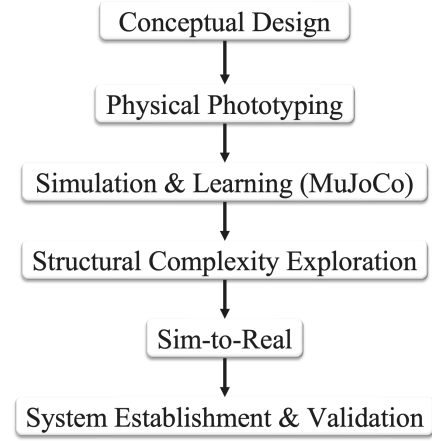 Conceptual Design
Physical Phototyping
Simulation & Learning (MuJoCo)
Structural Complexity Exploration
Sim-to-Real
System Establishment & Validation